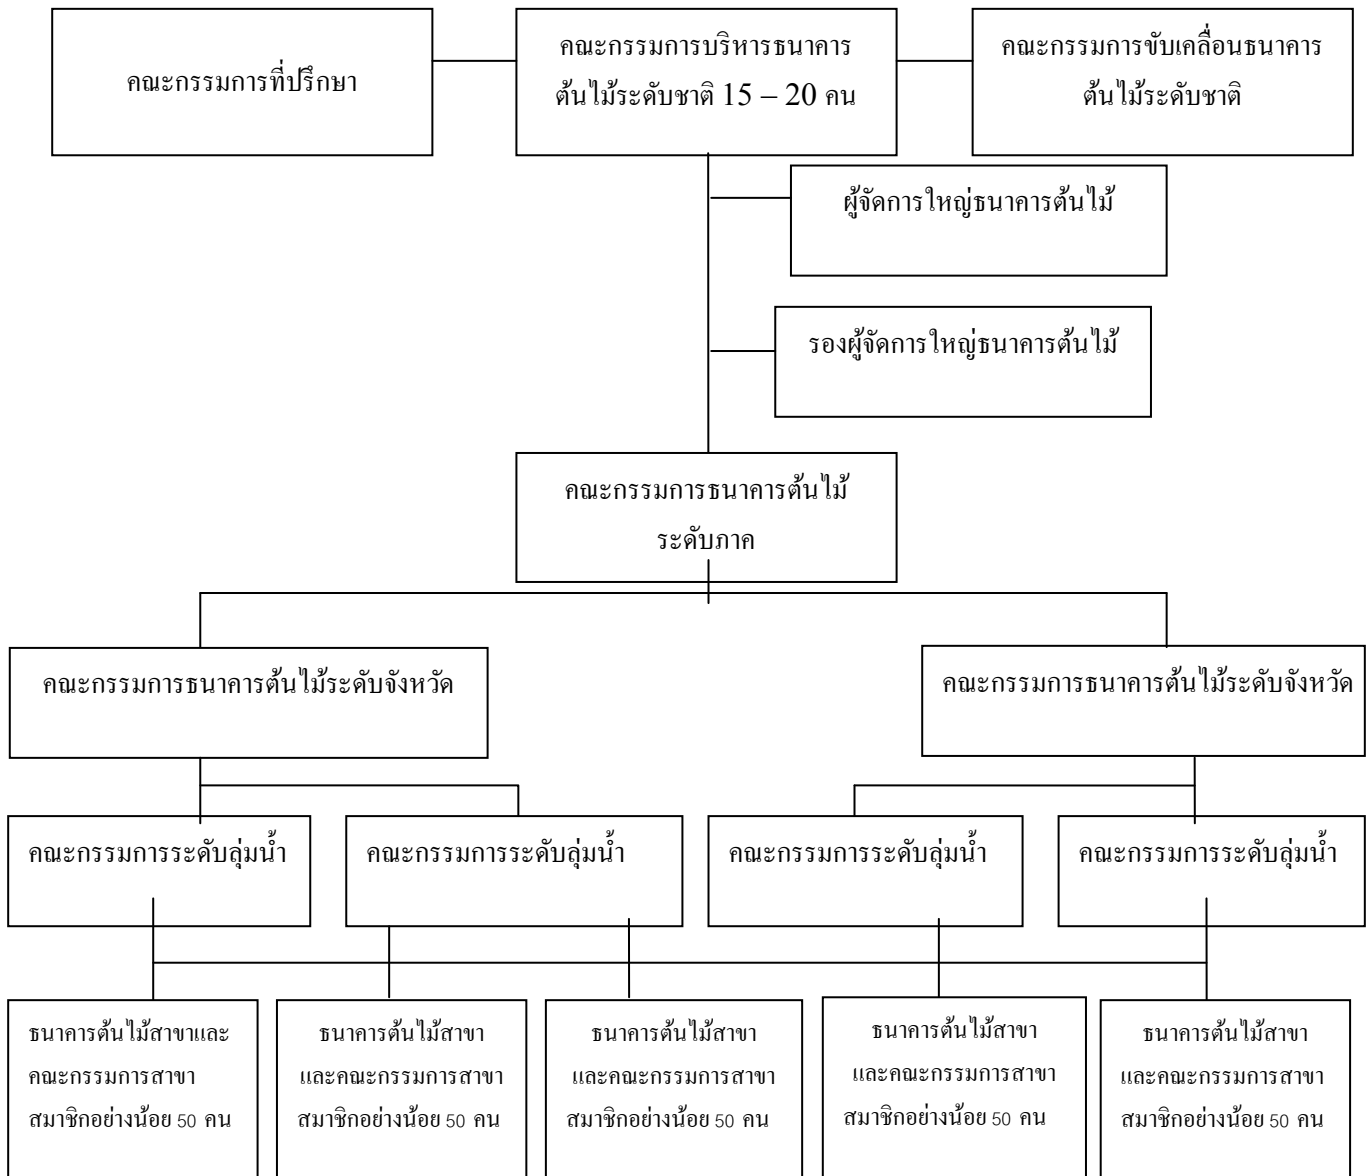 คณะกรรมการที่ปรึกษา
คณะกรรมการบริหารธนาคาร
ต้นไม้ระดับชาติ 15 – 20 คน
คณะกรรมการขับเคลื่อนธนาคาร
ต้นไม้ระดับชาติ
ผู้จัดการใหญ่ธนาคารต้นไม้
รองผู้จัดการใหญ่ธนาคารต้นไม้
คณะกรรมการธนาคารต้นไม้
ระดับภาค
คณะกรรมการธนาคารต้นไม้ระดับจังหวัด
คณะกรรมการธนาคารต้นไม้ระดับจังหวัด
คณะกรรมการระดับลุ่มน้ำ
คณะกรรมการระดับลุ่มน้ำ
คณะกรรมการระดับลุ่มน้ำ
คณะกรรมการระดับลุ่มน้ำ
ธนาคารต้นไม้สาขาและ
คณะกรรมการสาขา
สมาชิกอย่างน้อย 50 คน
ธนาคารต้นไม้สาขา
และคณะกรรมการสาขา
สมาชิกอย่างน้อย 50 คน
ธนาคารต้นไม้สาขา
และคณะกรรมการสาขา
สมาชิกอย่างน้อย 50 คน
ธนาคารต้นไม้สาขา
และคณะกรรมการสาขา
สมาชิกอย่างน้อย 50 คน
ธนาคารต้นไม้สาขา
และคณะกรรมการสาขา
สมาชิกอย่างน้อย 50 คน